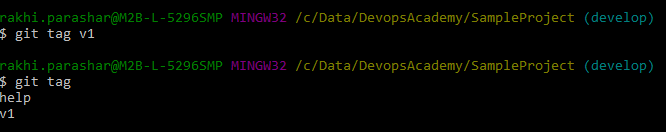 rakhi.parashar@M2B-L-5296SMP MINGW32 /c/Data/DevopsAcademy/SampleProject (develop)
$ git tag v1
rakhi.parashar@M2B-L-5296SMP MINGW32 /c/Data/DevopsAcademy/SampleProject (develop)
$ git tag
help
v1